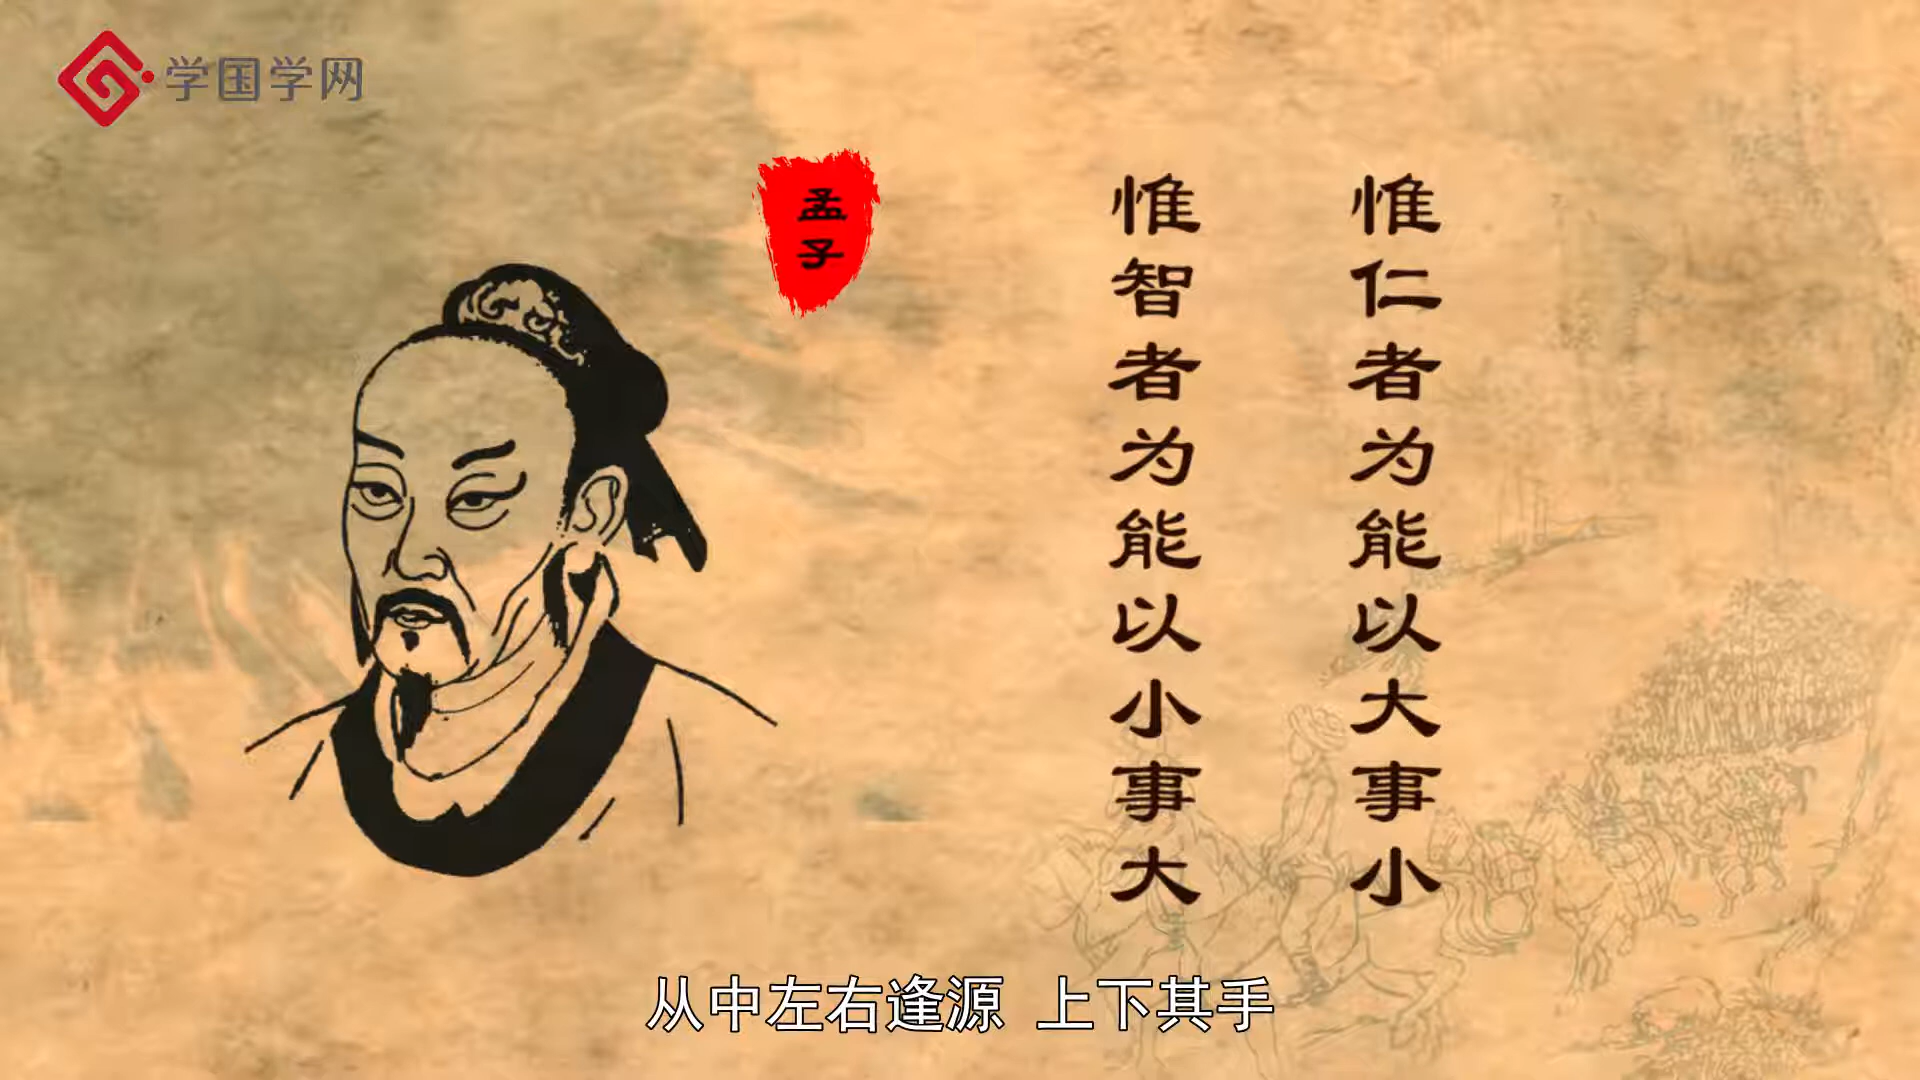 学国学网
孟子
惟仁者为能以大事小
惟智者为能以小事大
从中左右逢源 上下其手